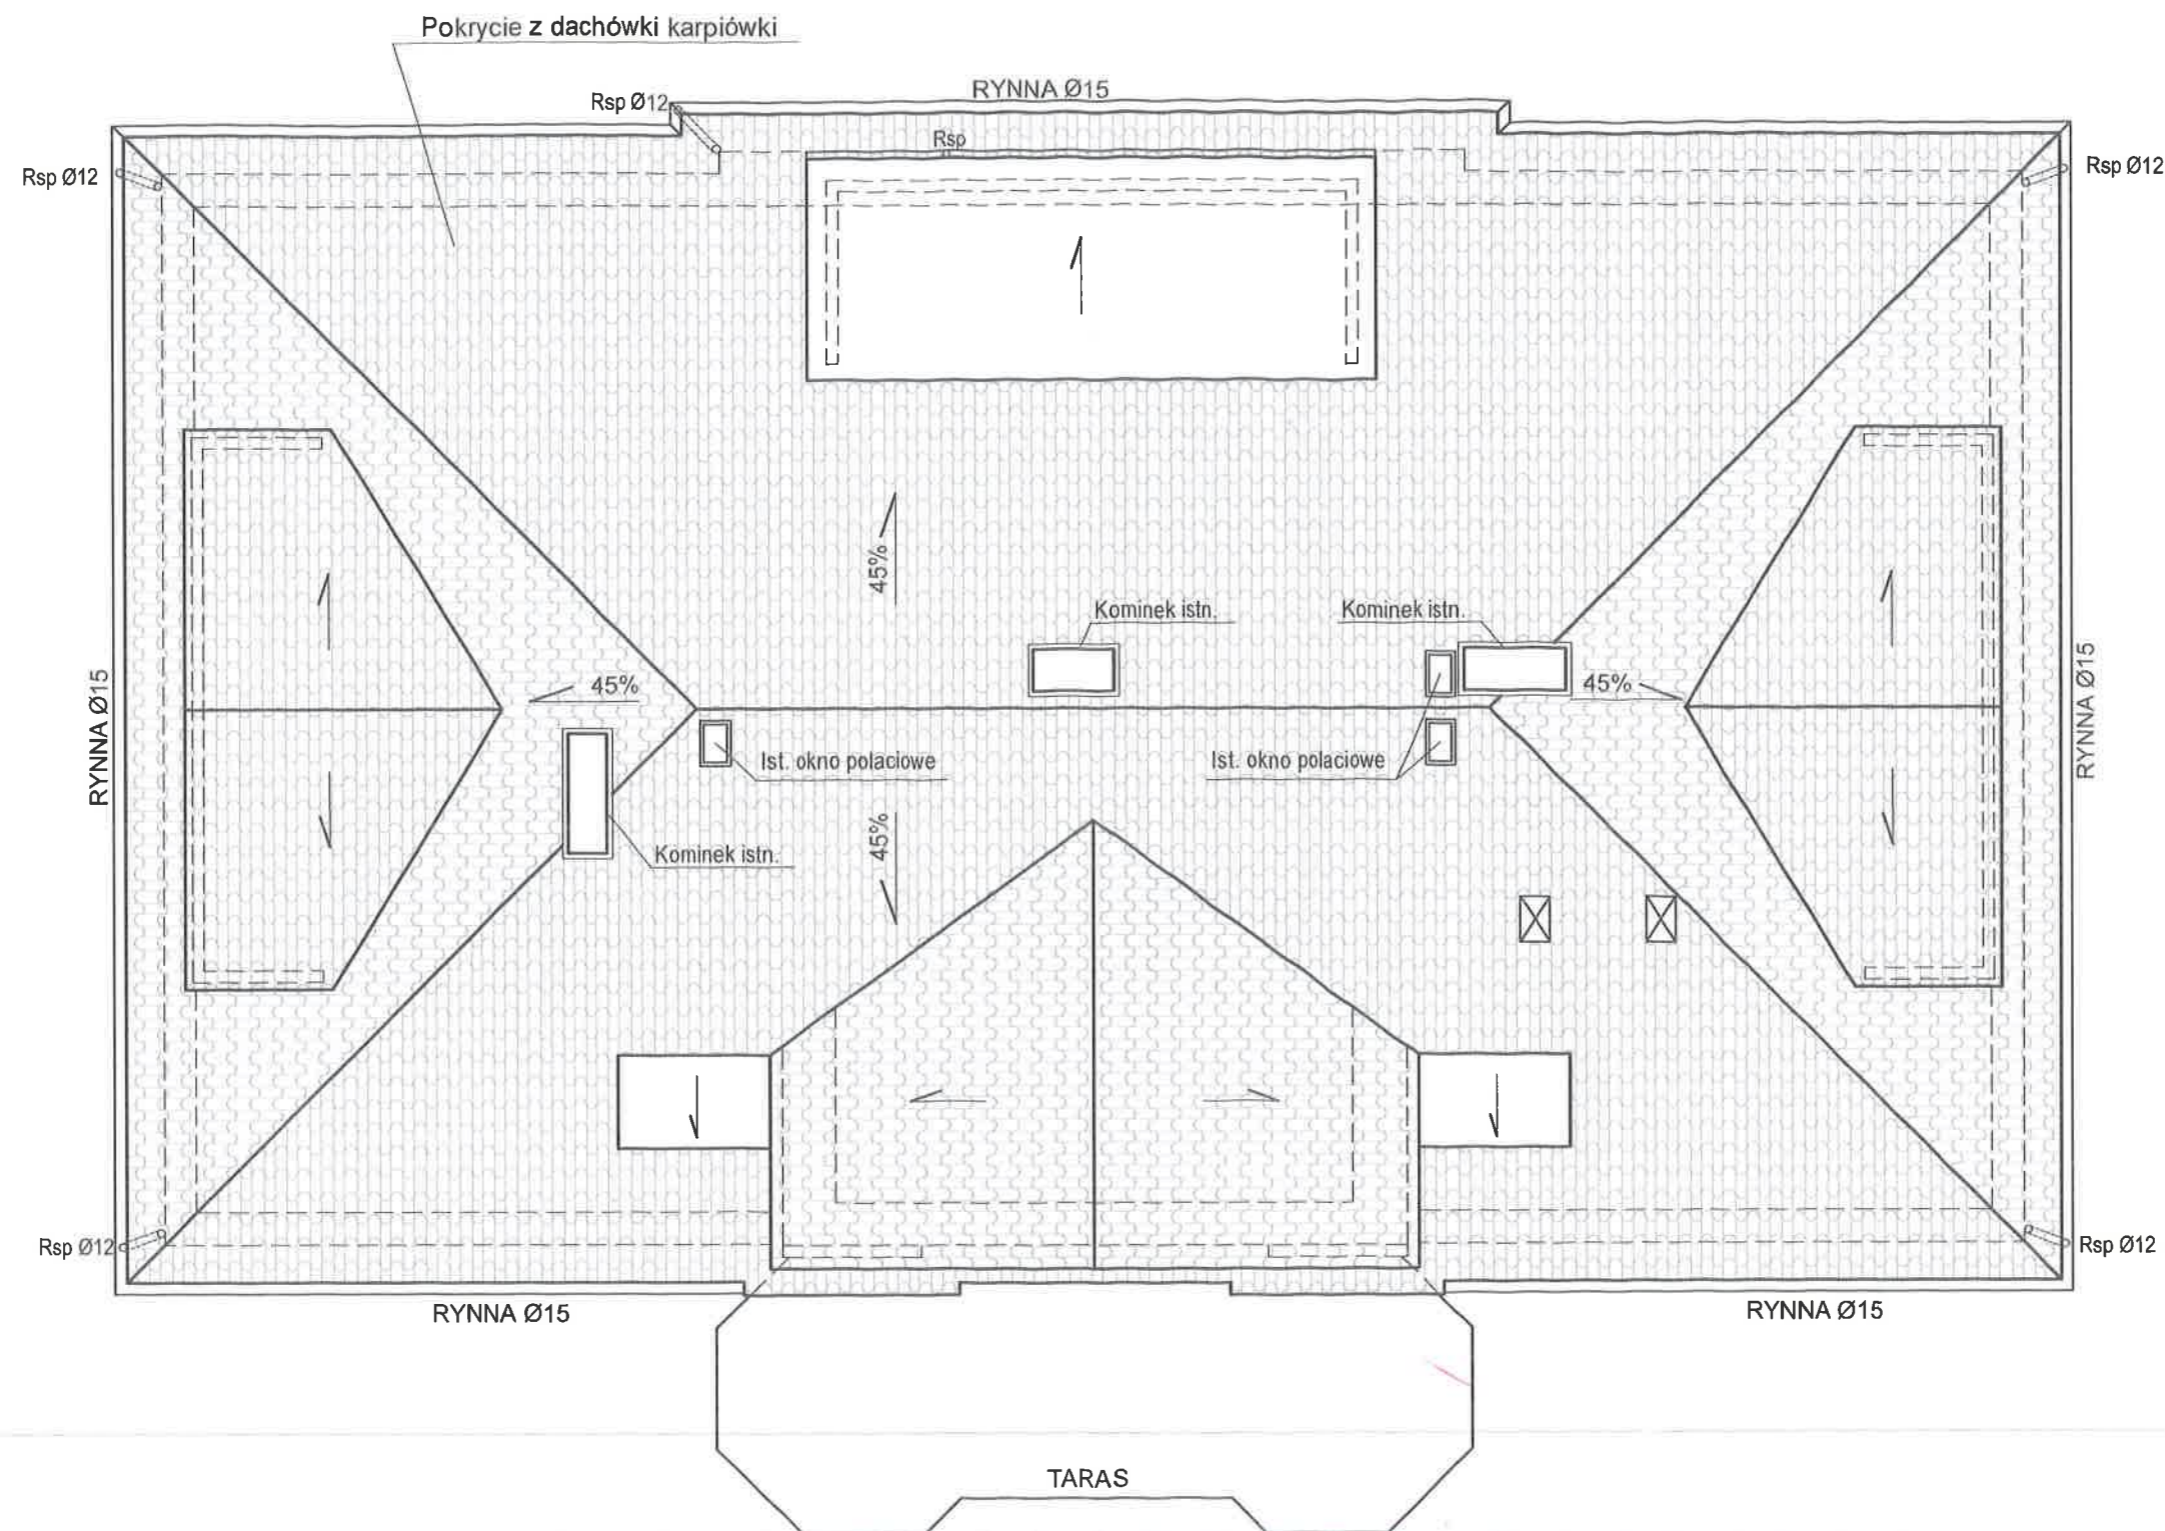 Pokrycie z dachówki karpiówki
RYNNA Ø15
Rsp Ø12
Rsp
Rsp Ø12
Rsp Ø12
45%
Kominek istn.
Kominek istn.
45%
45%
RYNNA Ø15
RYNNA Ø15
Ist. okno polaciowe
Ist. okno polaciowe
45%
Kominek istn.
Rsp Ø12
Rsp Ø12
RYNNA Ø15
RYNNA Ø15
TARAS